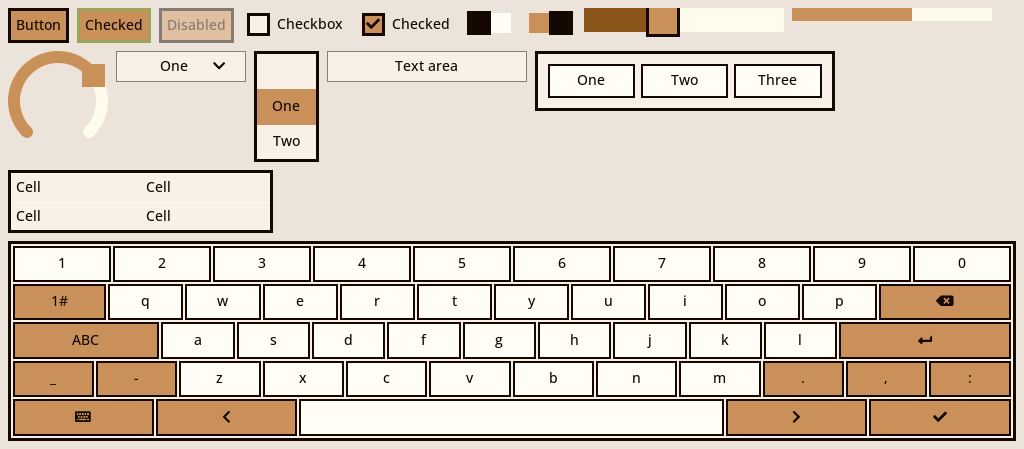 Button Checked Disabled Checkbox Checked
One One Two Text area One Two Three
Cell Cell
Cell Cell
1 2 3 4 5 6 7 8 9 0
1# q w e r t y u i o p
ABC a s d f g h j k l
_ - z x c v b n m . , :